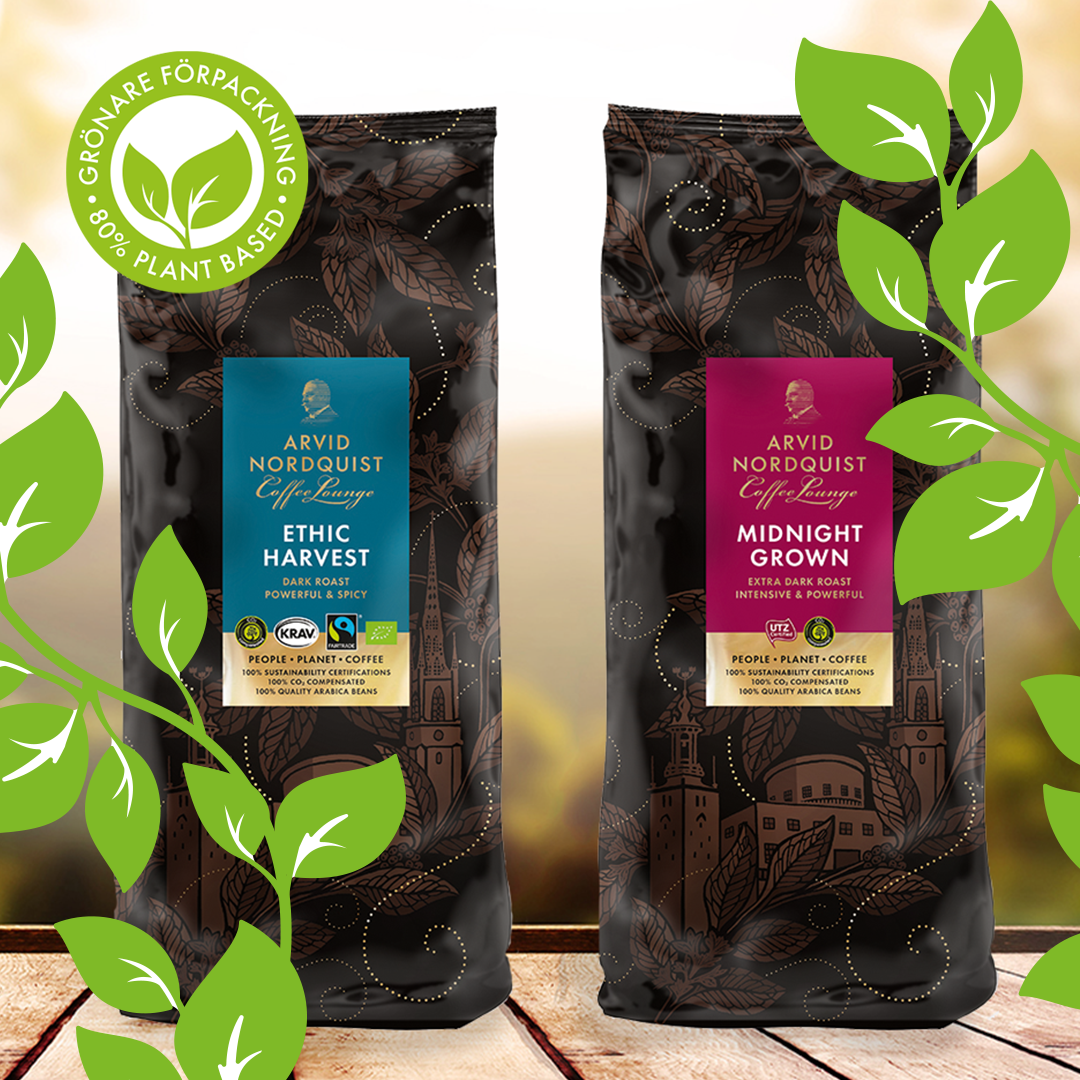 GRÖNARE FÖRPACKNING
80% PLANT BASED
ARVID
NORDQUIST
Coffee Lounge
ETHIC
HARVEST
DARK ROAST
POWERFUL & SPICY
KRAV
FAIRTRADE
PEOPLE • PLANET • COFFEE
100% SUSTAINABILITY CERTIFICATIONS
100% CO₂ COMPENSATED
100% QUALITY ARABICA BEANS
ARVID
NORDQUIST
Coffee Lounge
MIDNIGHT
GROWN
EXTRA DARK ROAST
INTENSIVE & POWERFUL
UTZ
Certified
PEOPLE • PLANET • COFFEE
100% SUSTAINABILITY CERTIFICATIONS
100% CO₂ COMPENSATED
100% QUALITY ARABICA BEANS